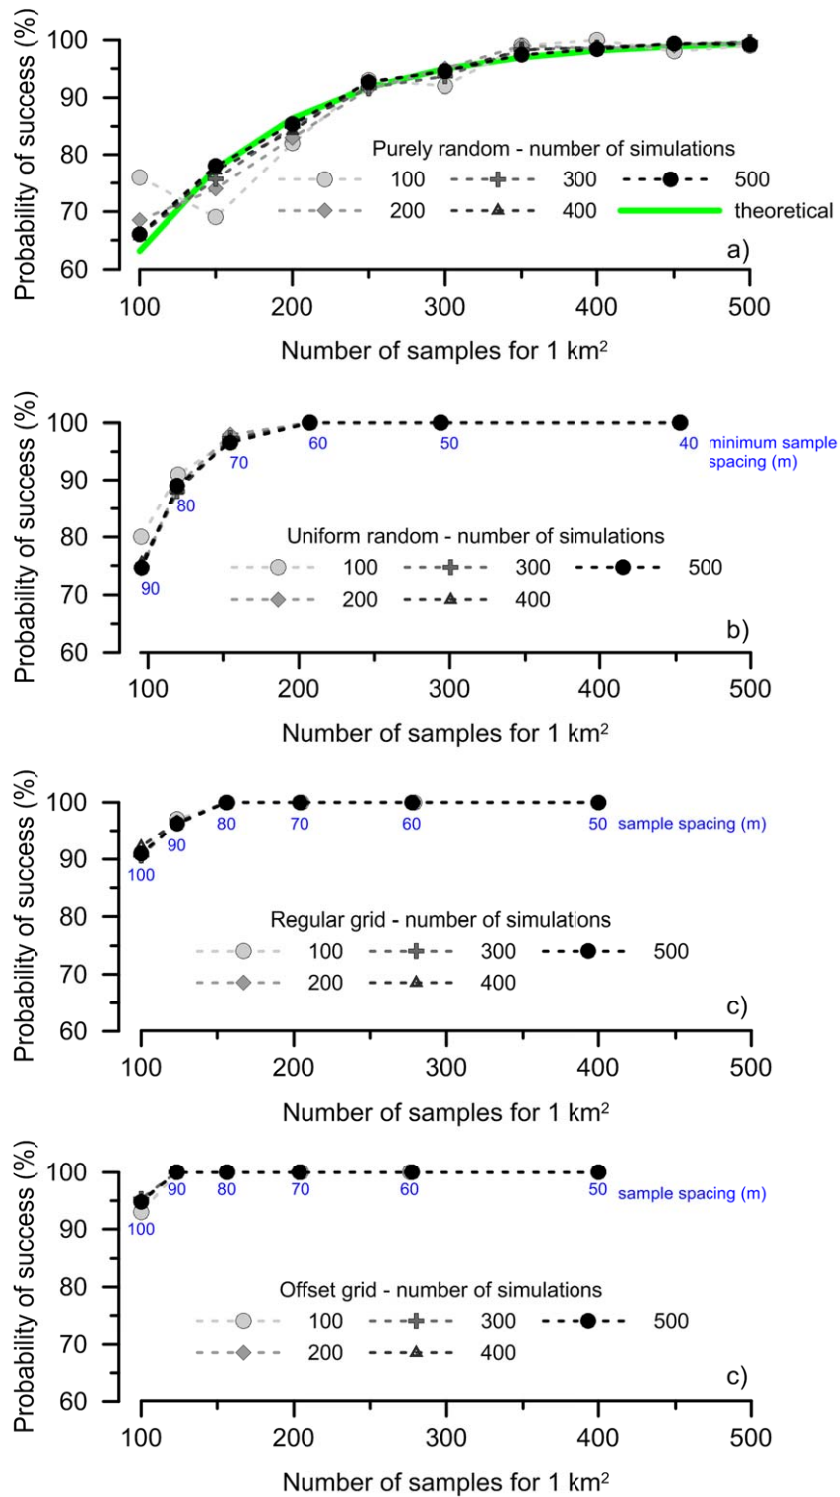 Probability of success (%)
100
90
80
70
60
Purely random - number of simulations
100 300 500
200 400 theoretical
a)
100 200 300 400 500
Number of samples for 1 km²
Probability of success (%)
100
90
80
70
60
60 50 40 minimum sample
spacing (m)
70
80
90
Uniform random - number of simulations
100 300 500
200 400
b)
100 200 300 400 500
Number of samples for 1 km²
Probability of success (%)
100
90
80
70
60
80 70 60 50 sample spacing (m)
90
100
Regular grid - number of simulations
100 300 500
200 400
c)
100 200 300 400 500
Number of samples for 1 km²
Probability of success (%)
100
90
80
70
60
90 80 70 60 50 sample spacing (m)
100
Offset grid - number of simulations
100 300 500
200 400
c)
100 200 300 400 500
Number of samples for 1 km²